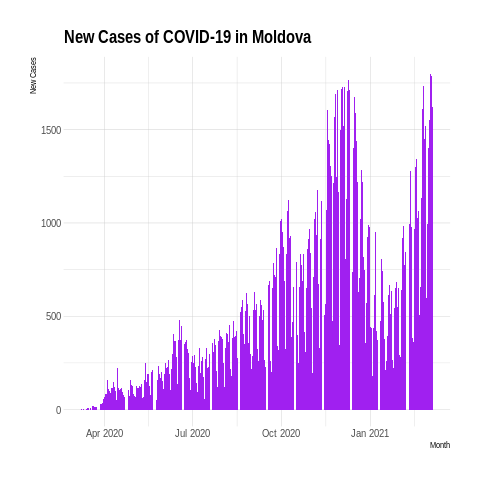 New Cases of COVID-19 in Moldova
New Cases
1500
1000
500
0
Apr 2020 Jul 2020 Oct 2020 Jan 2021
Month